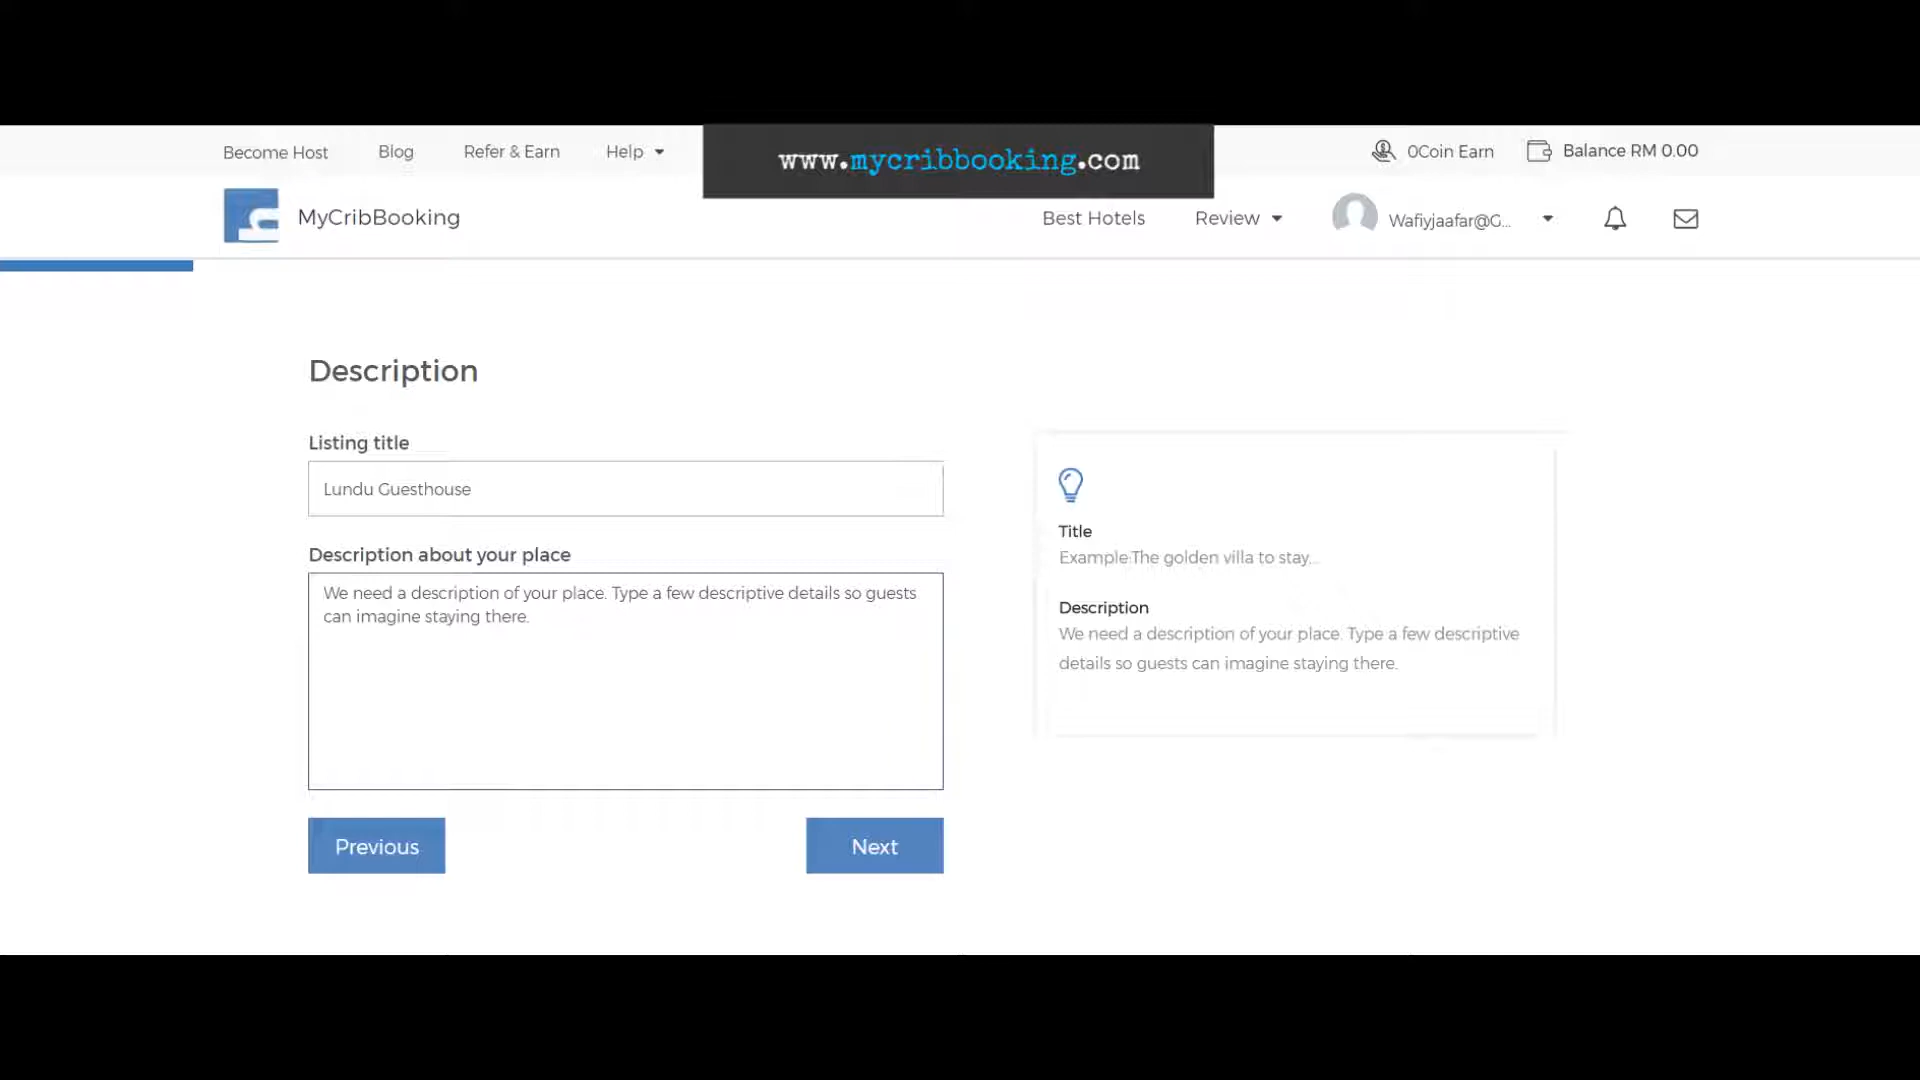 www.mycribbooking.com
Become Host
Blog
Refer & Earn
Help
0Coin Earn
Balance RM 0.00
MyCribBooking
Best Hotels
Review
Wafiyjaafar@G...
Description
Listing title
Lundu Guesthouse
Description about your place
We need a description of your place. Type a few descriptive details so guests
can imagine staying there.
Previous
Next
Title
Example:The golden villa to stay...
Description
We need a description of your place. Type a few descriptive
details so guests can imagine staying there.